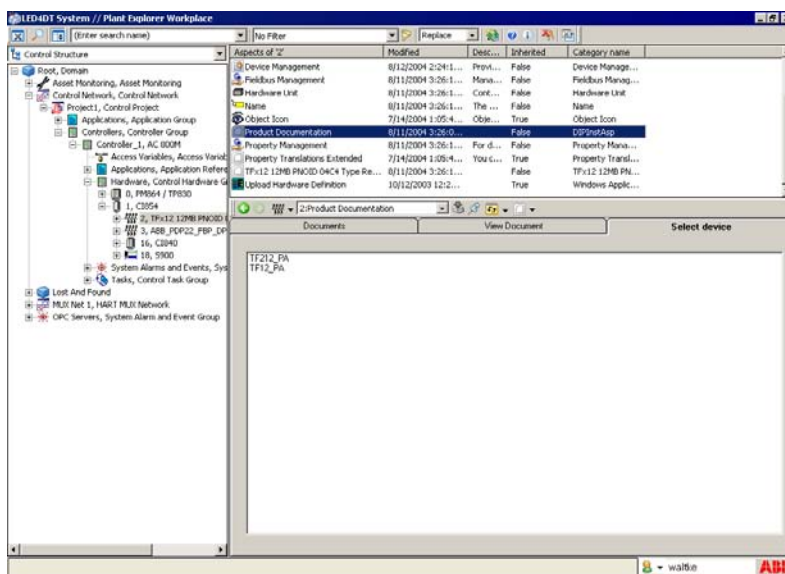 LED4DT System // Plant Explorer Workplace
(Enter search name)
No Filter
Replace
Control Structure
Root, Domain
Asset Monitoring, Asset Monitoring
Control Network, Control Network
Project1, Control Project
Applications, Application Group
Controllers, Controller Group
Controller_1, AC 800M
Access Variables, Access Variab
Applications, Application Refere
Hardware, Control Hardware G
0, PM864 / TP830
1, CI854
2, TFx12 12MB PNOID
3, ABB_PDP22_FBP_DP
16, CI840
18, S900
System Alarms and Events, Sys
Tasks, Control Task Group
Lost And Found
MUX Net 1, HART MUX Network
OPC Servers, System Alarm and Event Group
Aspects of '2' Modified Desc... Inherited Category name
Device Management 8/12/2004 2:24:1... Provi... False Device Manage...
Fieldbus Management 8/11/2004 3:26:1... Mana... False Fieldbus Manag...
Hardware Unit 8/11/2004 3:26:1... Cont... False Hardware Unit
Name 8/11/2004 3:26:1... The ... False Name
Object Icon 7/14/2004 1:05:4... Obje... True Object Icon
Product Documentation 8/11/2004 3:26:0... False
Property Management 8/11/2004 3:26:1... For d... False Property Mana...
Property Translations Extended 7/14/2004 1:05:4... You c... True Property Transl...
TFx12 12MB PNOID 04C4 Type Re... 8/11/2004 3:26:1... False TFx12 12MB PN...
Upload Hardware Definition 10/12/2003 12:2... True Windows Applic...
2:Product Documentation
Documents View Document Select device
TF212_PA
TF12_PA
waltke
ABB